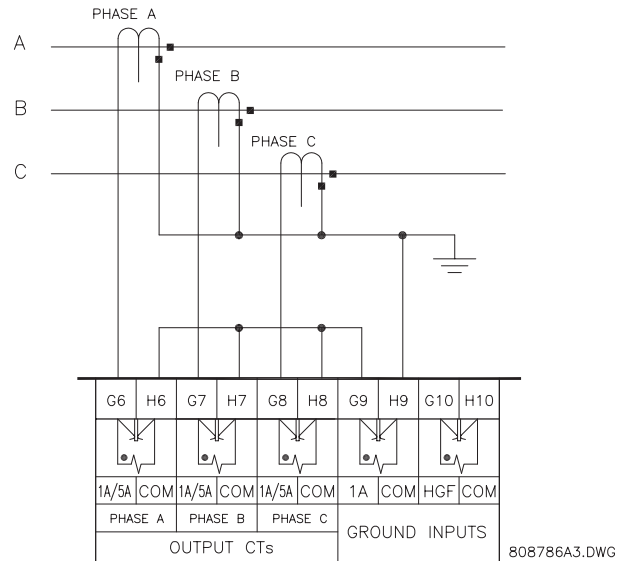 PHASE A
A
PHASE B
B
PHASE C
C
G6 H6 G7 H7 G8 H8 G9 H9 G10 H10
1A/5A COM 1A/5A COM 1A/5A COM 1A COM HGF COM
PHASE A PHASE B PHASE C
GROUND INPUTS
OUTPUT CTs
808786A3.DWG